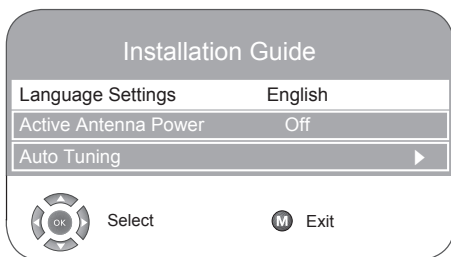 Installation Guide
Language Settings English
Active Antenna Power Off
Auto Tuning
OK Select M Exit